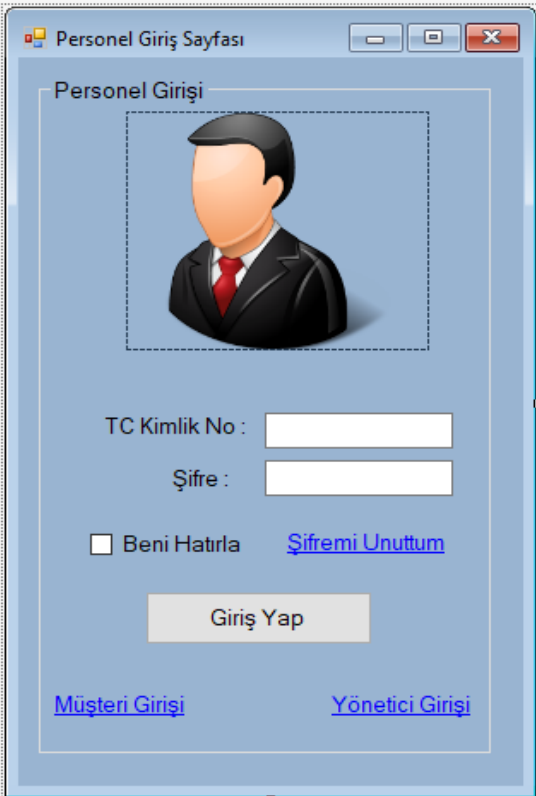 Personel Giriş Sayfası
Personel Girişi
TC Kimlik No :
Şifre :
Beni Hatırla Şifremi Unuttum
Giriş Yap
Müşteri Girişi Yönetici Girişi